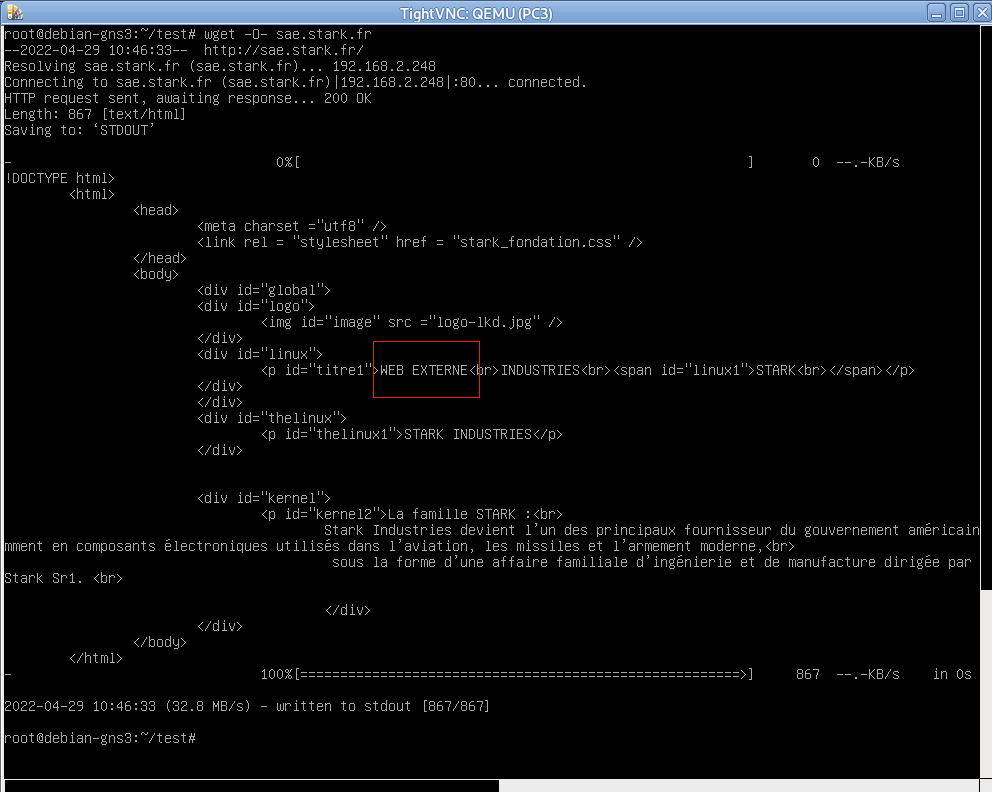 TightVNC: QEMU (PC3)
root@debian-gns3:~/test# wget -O- sae.stark.fr
--2022-04-29 10:46:33--  http://sae.stark.fr/
Resolving sae.stark.fr (sae.stark.fr)... 192.168.2.248
Connecting to sae.stark.fr (sae.stark.fr)|192.168.2.248|:80... connected.
HTTP request sent, awaiting response... 200 OK
Length: 867 [text/html]
Saving to: ‘STDOUT’
-                                 0%[                                                        ]       0  --.-KB/s
!DOCTYPE html>
        <html>
                <head>
                        <meta charset ="utf8" />
                        <link rel = "stylesheet" href = "stark_fondation.css" />
                </head>
                <body>
                        <div id="global">
                        <div id="logo">
                                <img id="image" src ="logo-lkd.jpg" />
                        </div>
                        <div id="linux">
                                <p id="titre1">WEB EXTERNE<br>INDUSTRIES<br><span id="linux1">STARK<br></span></p>
                        </div>
                        </div>
                        <div id="thelinux">
                                <p id="thelinux1">STARK INDUSTRIES</p>
                        </div>
                        <div id="kernel">
                                <p id="kernel2">La famille STARK :<br>
                                        Stark Industries devient l'un des principaux fournisseur du gouvernement américain
mment en composants électroniques utilisés dans l'aviation, les missiles et l'armement moderne,<br>
                                         sous la forme d'une affaire familiale d'ingénierie et de manufacture dirigée par
Stark Sr1. <br>
                                        </div>
                        </div>
                </body>
        </html>
-                               100%[=======================================================>]     867  --.-KB/s    in 0s
2022-04-29 10:46:33 (32.8 MB/s) - written to stdout [867/867]
root@debian-gns3:~/test#